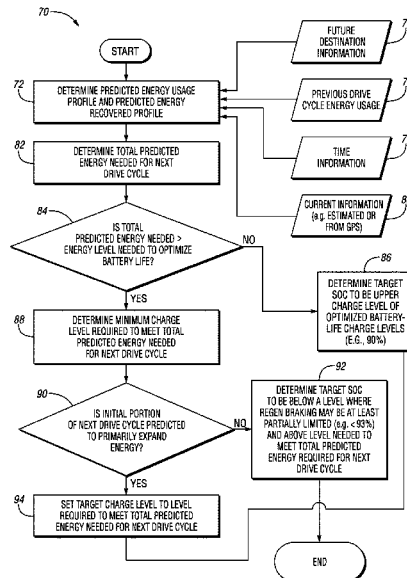 70
START
FUTURE
DESTINATION
INFORMATION
72
DETERMINE PREDICTED ENERGY USAGE
PROFILE AND PREDICTED ENERGY
RECOVERED PROFILE
PREVIOUS DRIVE
CYCLE ENERGY USAGE
82
DETERMINE TOTAL PREDICTED
ENERGY NEEDED FOR NEXT
DRIVE CYCLE
TIME
INFORMATION
CURRENT INFORMATION
(e.g. ESTIMATED OR
FROM GPS)
84
IS TOTAL
PREDICTED ENERGY NEEDED >
ENERGY LEVEL NEEDED TO OPTIMIZE
BATTERY LIFE?
NO
YES
86
DETERMINE TARGET
SOC TO BE UPPER
CHARGE LEVEL OF
OPTIMIZED BATTERY-
LIFE CHARGE LEVELS
(E.G., 90%)
88
DETERMINE MINIMUM CHARGE
LEVEL REQUIRED TO MEET TOTAL
PREDICTED ENERGY NEEDED
FOR NEXT DRIVE CYCLE
90
IS INITIAL PORTION
OF NEXT DRIVE CYCLE PREDICTED
TO PRIMARILY EXPAND
ENERGY?
NO
YES
92
DETERMINE TARGET SOC
TO BE BELOW A LEVEL WHERE
REGEN BRAKING MAY BE AT LEAST
PARTIALLY LIMITED (e.g. <93%)
AND ABOVE LEVEL NEEDED TO
MEET TOTAL PREDICTED
ENERGY REQUIRED FOR NEXT
DRIVE CYCLE
94
SET TARGET CHARGE LEVEL TO LEVEL
REQUIRED TO MEET TOTAL PREDICTED
ENERGY NEEDED FOR NEXT DRIVE CYCLE
END